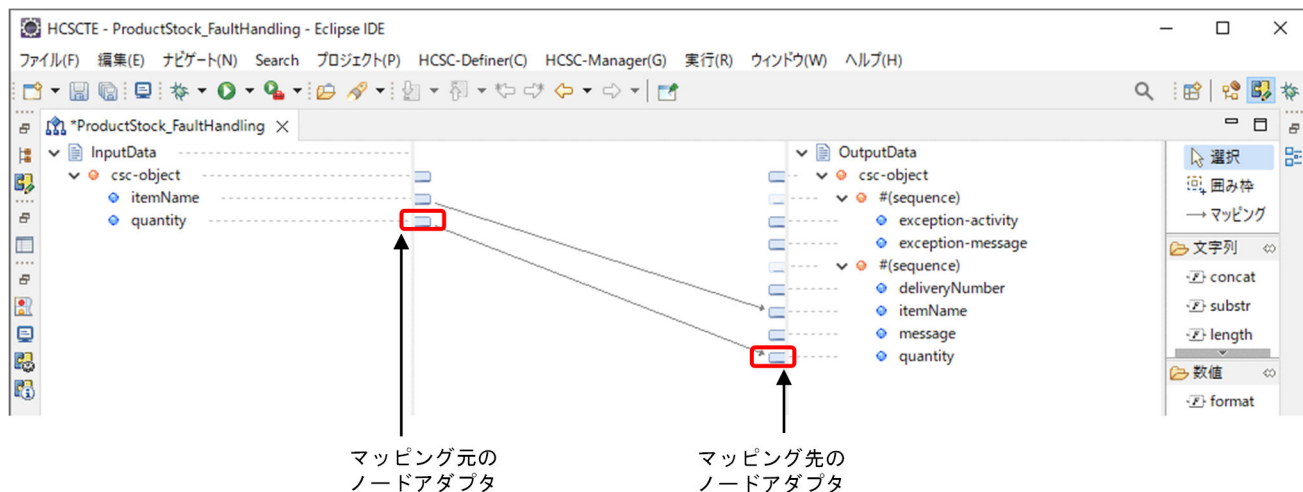 HCSCTE - ProductStock_FaultHandling - Eclipse IDE
ファイル(F) 編集(E) ナビゲート(N) Search プロジェクト(P) HCSC-Definer(C) HCSC-Manager(G) 実行(R) ウィンドウ(W) ヘルプ(H)
*ProductStock_FaultHandling
InputData
csc-object
itemName
quantity
OutputData
csc-object
#(sequence)
exception-activity
exception-message
#(sequence)
deliveryNumber
itemName
message
quantity
選択
囲み枠
マッピング
文字列
concat
substr
length
数値
format
マッピング元の
ノードアダプタ
マッピング先の
ノードアダプタ